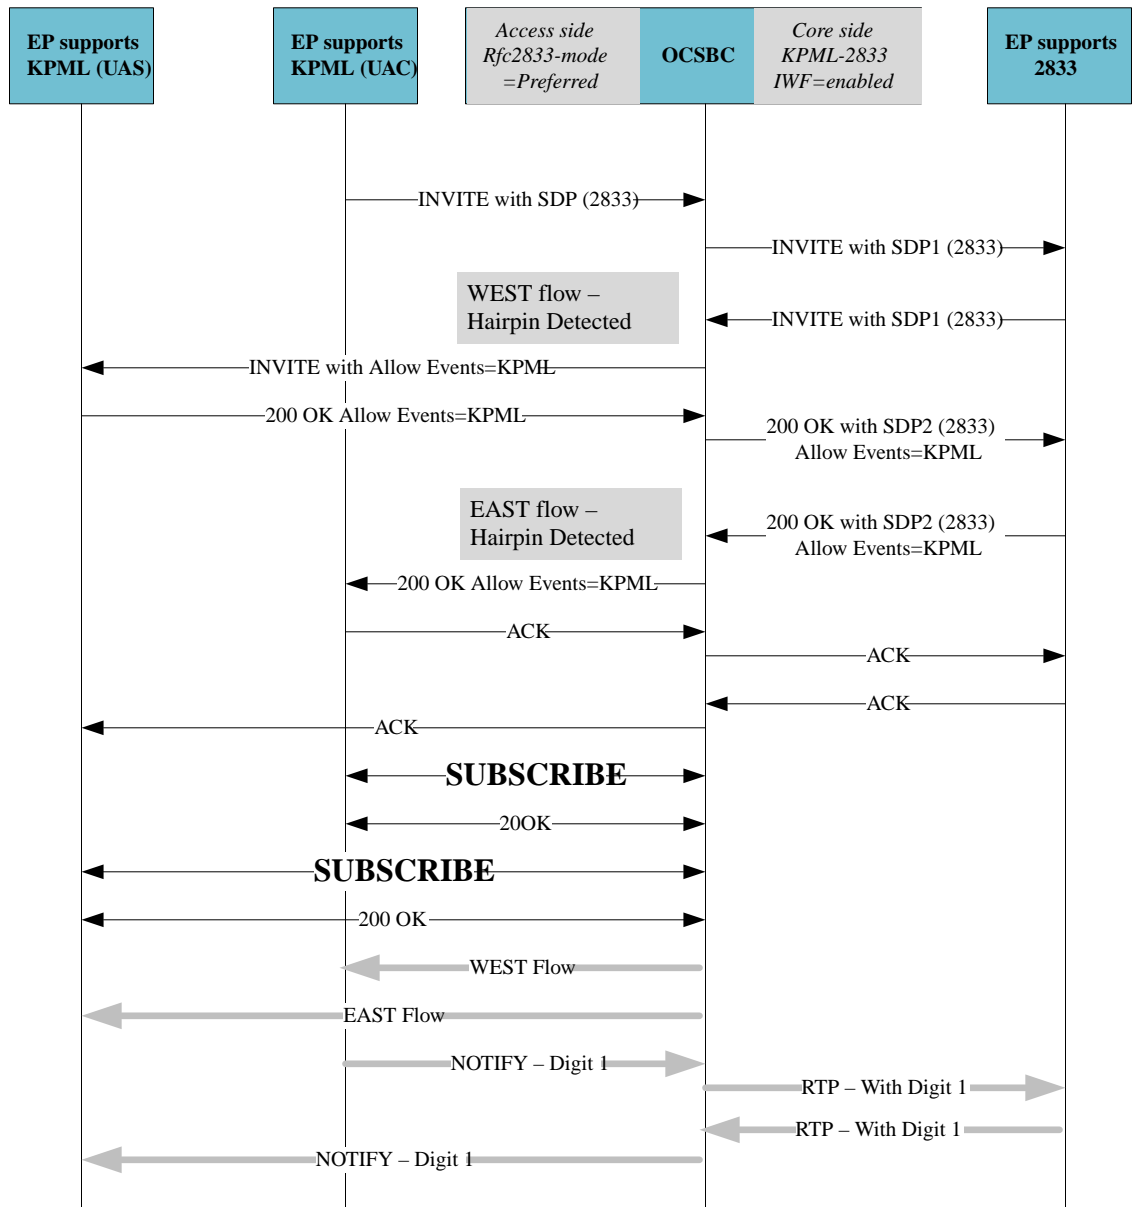 EP supports
KPML (UAS)
EP supports
KPML (UAC)
Access side
Rfc2833-mode
=Preferred
OCSBC
Core side
KPML-2833
IWF=enabled
EP supports
2833
INVITE with SDP (2833)
INVITE with SDP1 (2833)
WEST flow –
Hairpin Detected
INVITE with SDP1 (2833)
INVITE with Allow Events=KPML
200 OK Allow Events=KPML
200 OK with SDP2 (2833)
Allow Events=KPML
EAST flow –
Hairpin Detected
200 OK with SDP2 (2833)
Allow Events=KPML
200 OK Allow Events=KPML
ACK
ACK
ACK
ACK
SUBSCRIBE
20OK
SUBSCRIBE
200 OK
WEST Flow
EAST Flow
NOTIFY – Digit 1
RTP – With Digit 1
RTP – With Digit 1
NOTIFY – Digit 1